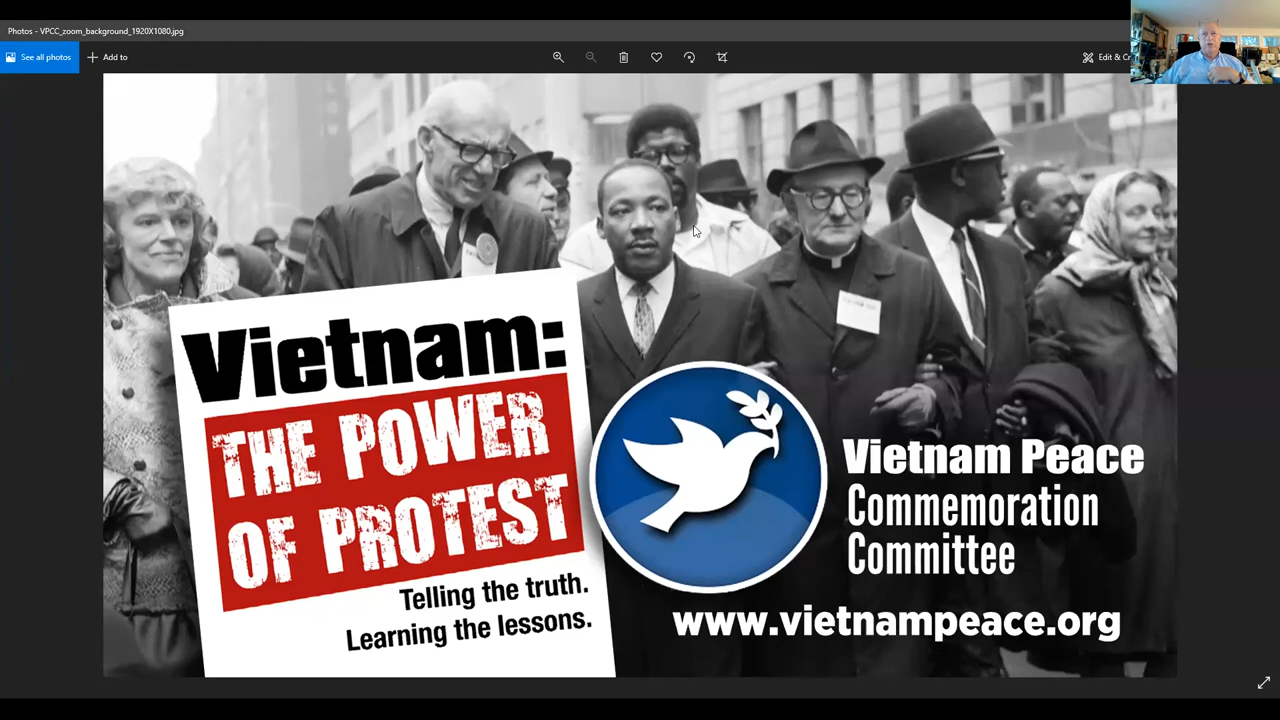 Photos - VPCC_zoom_background_1920X1080.jpg
See all photos
Add to
Edit &
Vietnam:
THE POWER
OF PROTEST
Telling the truth.
Learning the lessons.
Vietnam Peace
Commemoration
Committee
www.vietnampeace.org